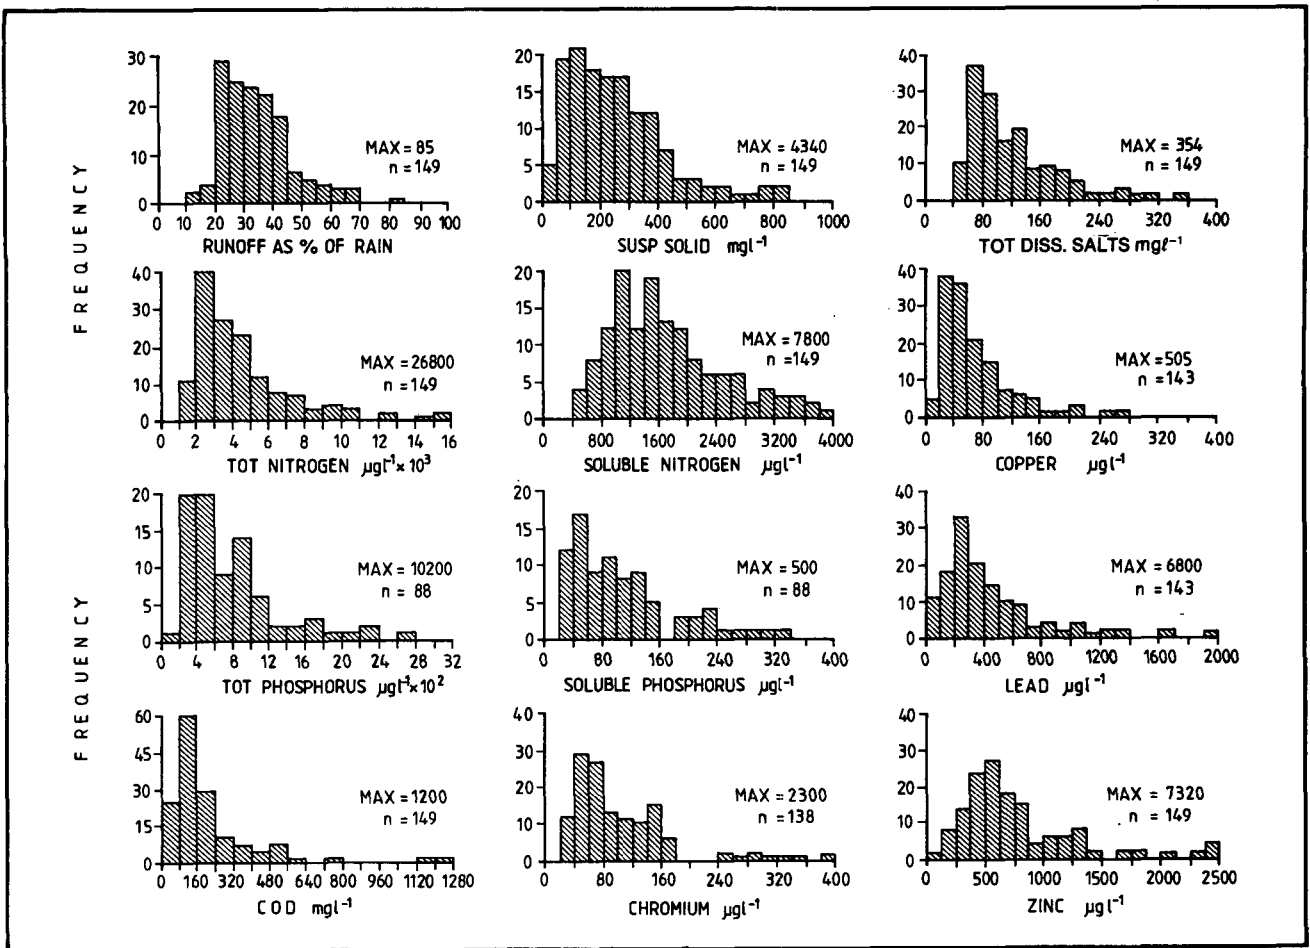 FREQUENCY
30
20
10
0
0 10 20 30 40 50 60 70 80 90 100
RUNOFF AS % OF RAIN
MAX = 85
n = 149
20
15
10
5
0
0 200 400 600 800 1000
SUSP SOLID mgl⁻¹
MAX = 4340
n = 149
40
30
20
10
0
0 80 160 240 320 400
TOT DISS. SALTS mgℓ⁻¹
MAX = 354
n = 149
40
30
20
10
0
0 2 4 6 8 10 12 14 16
TOT NITROGEN µgl⁻¹x 10³
MAX = 26800
n = 149
20
15
10
5
0
0 800 1600 2400 3200 4000
SOLUBLE NITROGEN µgl⁻¹
MAX = 7800
n = 149
40
30
20
10
0
0 80 160 240 320 400
COPPER µgl⁻¹
MAX = 505
n = 143
FREQUENCY
20
15
10
5
0
0 4 8 12 16 20 24 26 32
TOT PHOSPHORUS µgl⁻¹x 10²
MAX = 10200
n = 88
20
15
10
5
0
0 80 160 240 320 400
SOLUBLE PHOSPHORUS µgl⁻¹
MAX = 500
n = 88
40
30
20
10
0
0 400 800 1200 1600 2000
LEAD µgl⁻¹
MAX = 6800
n = 143
60
45
30
15
0
0 160 320 480 640 800 960 1120 1280
COD mgl⁻¹
MAX = 1200
n = 149
40
30
20
10
0
0 80 160 240 320 400
CHROMIUM µgl⁻¹
MAX = 2300
n = 138
40
30
20
10
0
0 500 1000 1500 2000 2500
ZINC µgl⁻¹
MAX = 7320
n = 149